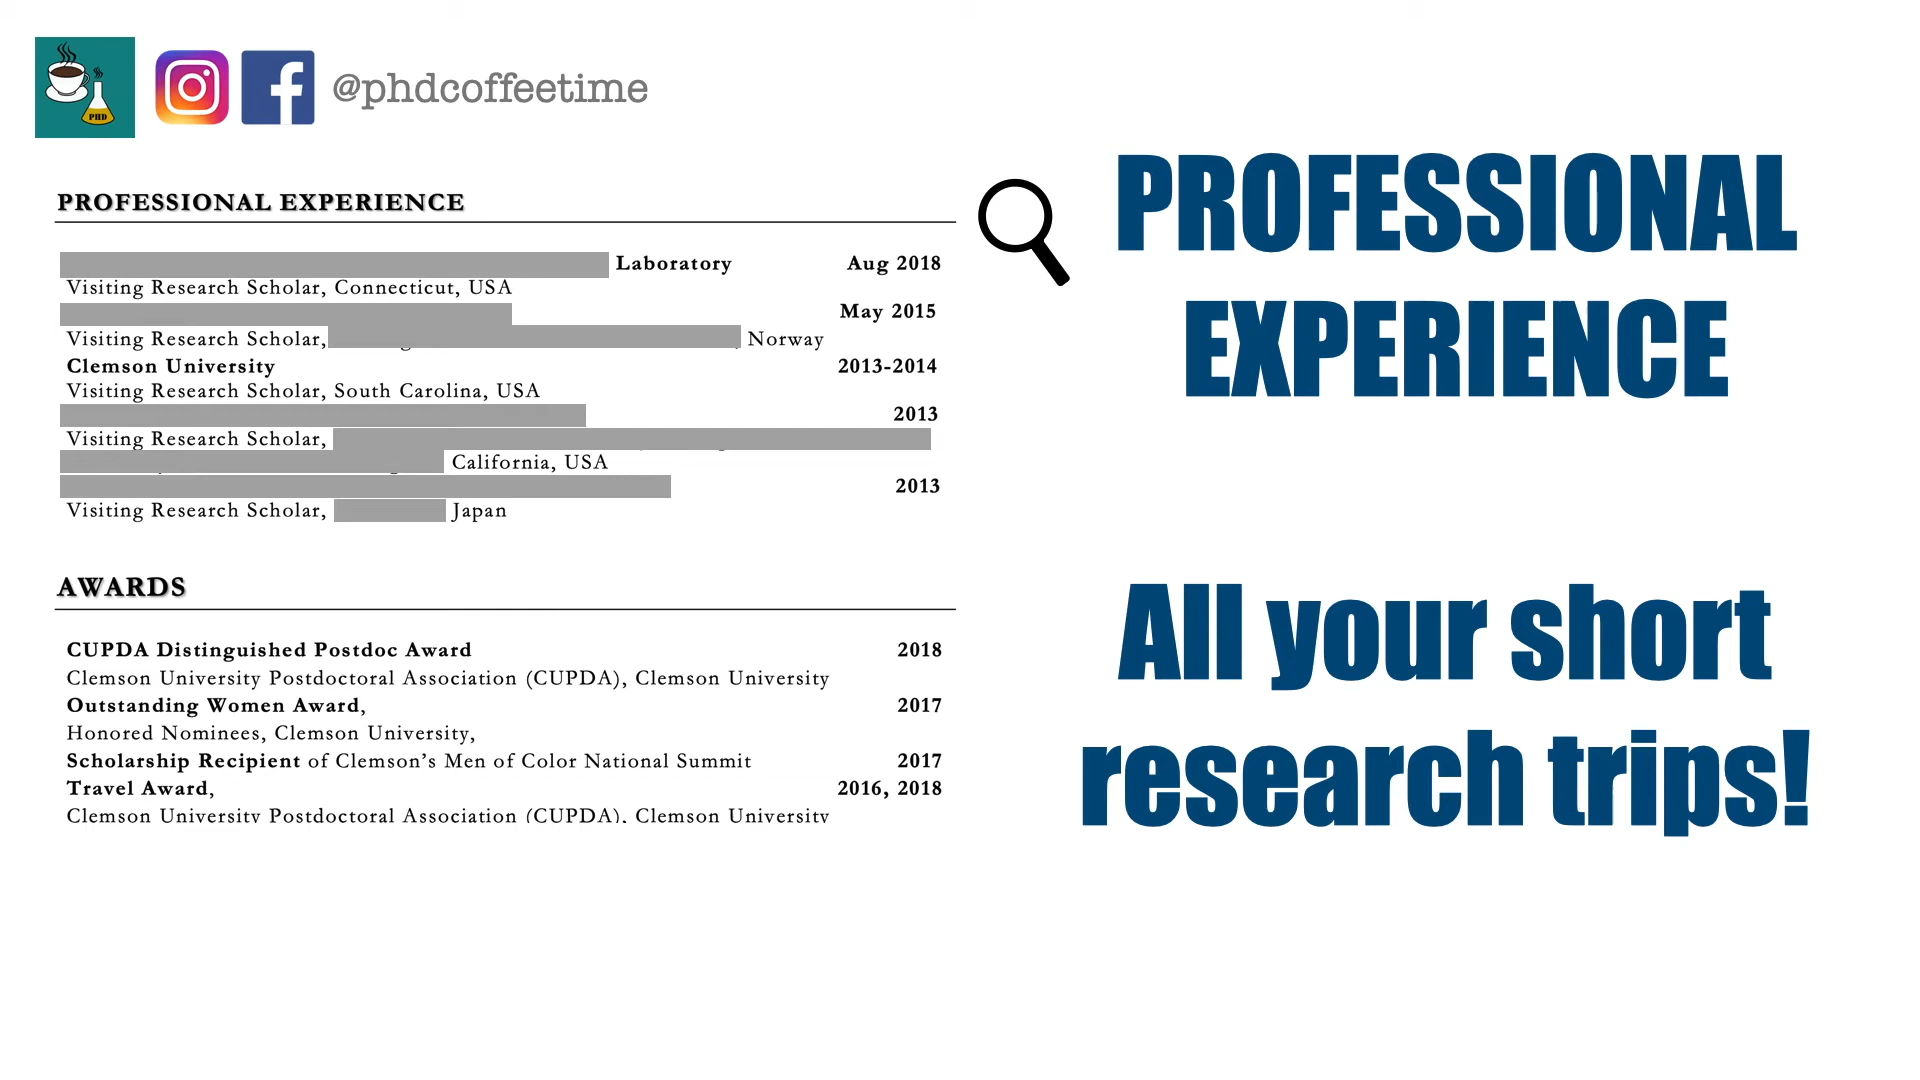 PHD
@phdcoffeetime
PROFESSIONAL EXPERIENCE
Laboratory Aug 2018
Visiting Research Scholar, Connecticut, USA
May 2015
Visiting Research Scholar, Norway
Clemson University 2013-2014
Visiting Research Scholar, South Carolina, USA
2013
Visiting Research Scholar,
California, USA
2013
Visiting Research Scholar, Japan
AWARDS
CUPDA Distinguished Postdoc Award 2018
Clemson University Postdoctoral Association (CUPDA), Clemson University
Outstanding Women Award, 2017
Honored Nominees, Clemson University,
Scholarship Recipient of Clemson’s Men of Color National Summit 2017
Travel Award, 2016, 2018
Clemson University Postdoctoral Association (CUPDA), Clemson University
PROFESSIONAL
EXPERIENCE
All your short
research trips!